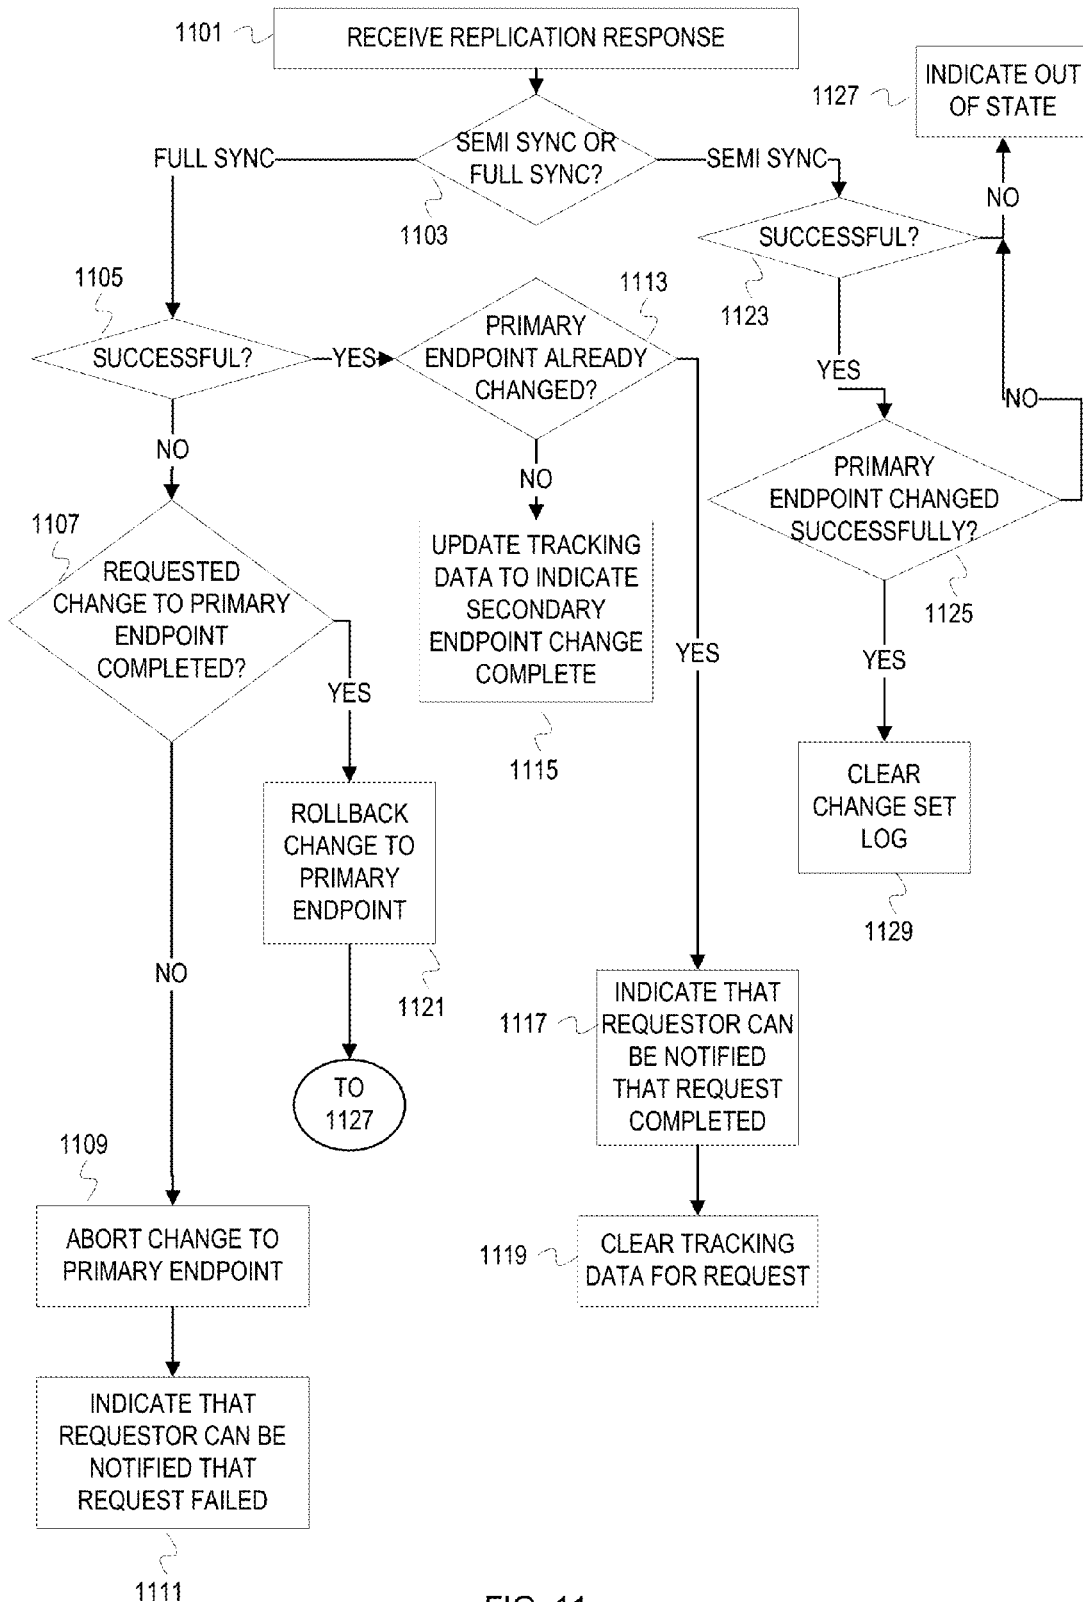 1101
RECEIVE REPLICATION RESPONSE
1127
INDICATE OUT
OF STATE
SEMI SYNC OR
FULL SYNC?
FULL SYNC
SEMI SYNC
1103
NO
SUCCESSFUL?
1123
1105
SUCCESSFUL?
YES
1113
PRIMARY
ENDPOINT ALREADY
CHANGED?
YES
NO
NO
NO
PRIMARY
ENDPOINT CHANGED
SUCCESSFULLY?
1125
1107
REQUESTED
CHANGE TO PRIMARY
ENDPOINT
COMPLETED?
UPDATE TRACKING
DATA TO INDICATE
SECONDARY
ENDPOINT CHANGE
COMPLETE
1115
YES
YES
YES
CLEAR
CHANGE SET
LOG
1129
ROLLBACK
CHANGE TO
PRIMARY
ENDPOINT
1121
NO
TO
1127
1117
INDICATE THAT
REQUESTOR CAN
BE NOTIFIED
THAT REQUEST
COMPLETED
1109
ABORT CHANGE TO
PRIMARY ENDPOINT
1119
CLEAR TRACKING
DATA FOR REQUEST
INDICATE THAT
REQUESTOR CAN BE
NOTIFIED THAT
REQUEST FAILED
1111
FIG. 11